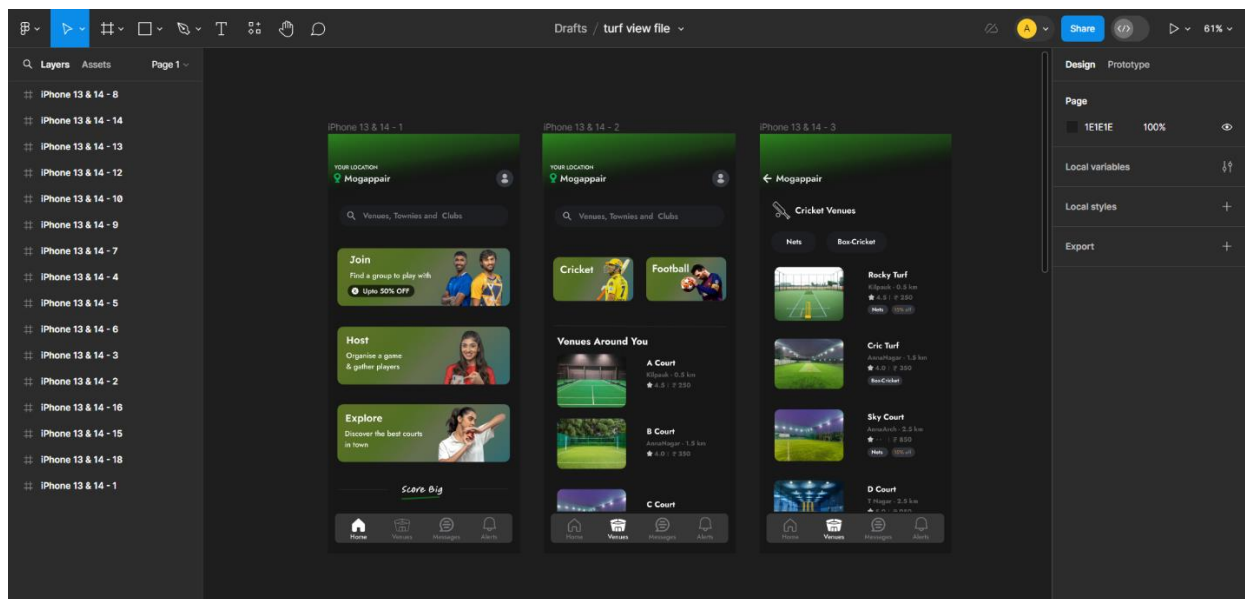 Drafts / turf view file
A
Share
61%
Layers Assets Page 1
iPhone 13 & 14 - 8
iPhone 13 & 14 - 14
iPhone 13 & 14 - 13
iPhone 13 & 14 - 12
iPhone 13 & 14 - 10
iPhone 13 & 14 - 9
iPhone 13 & 14 - 7
iPhone 13 & 14 - 4
iPhone 13 & 14 - 5
iPhone 13 & 14 - 6
iPhone 13 & 14 - 3
iPhone 13 & 14 - 2
iPhone 13 & 14 - 16
iPhone 13 & 14 - 15
iPhone 13 & 14 - 18
iPhone 13 & 14 - 1
iPhone 13 & 14 - 1
YOUR LOCATION
Mogappair
Venues, Townies and Clubs
Join
Find a group to play with
Upto 50% OFF
Host
Organise a game
& gather players
Explore
Discover the best courts
in town
Score Big
Home Venues Messages Alerts
iPhone 13 & 14 - 2
YOUR LOCATION
Mogappair
Venues, Townies and Clubs
Cricket Football
Venues Around You
A Court
Kilpauk - 0.5 km
4.5 | ₹ 250
B Court
AnnaNagar - 1.5 km
4.0 | ₹ 350
C Court
Home Venues Messages Alerts
iPhone 13 & 14 - 3
Mogappair
Cricket Venues
Nets Box-Cricket
Rocky Turf
Kilpauk - 0.5 km
4.5 | ₹ 250
Nets 15% off
Cric Turf
AnnaNagar - 1.5 km
4.0 | ₹ 350
Box-Cricket
Sky Court
AnnaArch - 2.5 km
-- | ₹ 850
Nets 15% off
D Court
T Nagar - 3.5 km
Home Venues Messages Alerts
Design Prototype
Page
1E1E1E 100%
Local variables
Local styles
Export